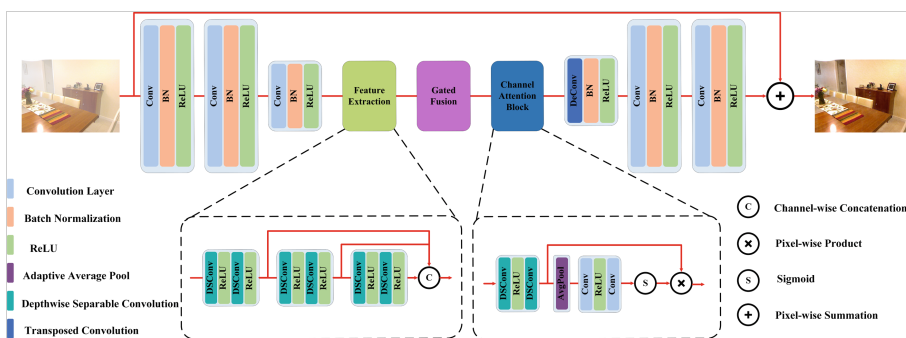 Conv BN ReLU
Conv BN ReLU
Conv BN ReLU
Feature
Extraction
Gated
Fusion
Channel
Attention
Block
DeConv BN ReLU
Conv BN ReLU
Conv BN ReLU
+
Convolution Layer
Batch Normalization
ReLU
Adaptive Average Pool
Depthwise Separable Convolution
Transposed Convolution
DSConv ReLU DSConv ReLU
DSConv ReLU DSConv ReLU
DSConv ReLU DSConv ReLU
C
DSConv ReLU DSConv
AvgPool
Conv ReLU Conv
S
×
C Channel-wise Concatenation
× Pixel-wise Product
S Sigmoid
+ Pixel-wise Summation